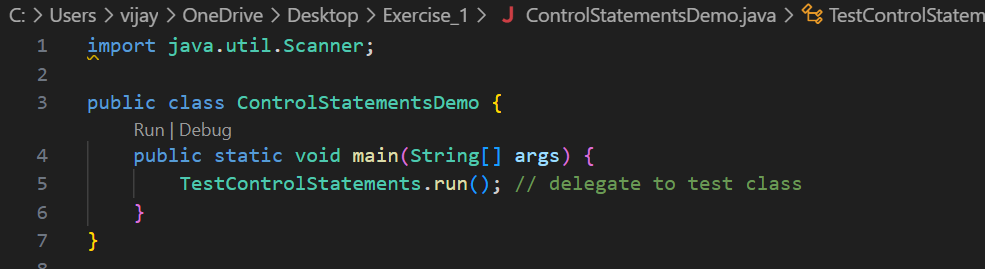 C: > Users > vijay > OneDrive > Desktop > Exercise_1 > J ControlStatementsDemo.java > TestControlStatem
1 import java.util.Scanner;
2
3 public class ControlStatementsDemo {
Run | Debug
4 public static void main(String[] args) {
5 TestControlStatements.run(); // delegate to test class
6 }
7 }
8